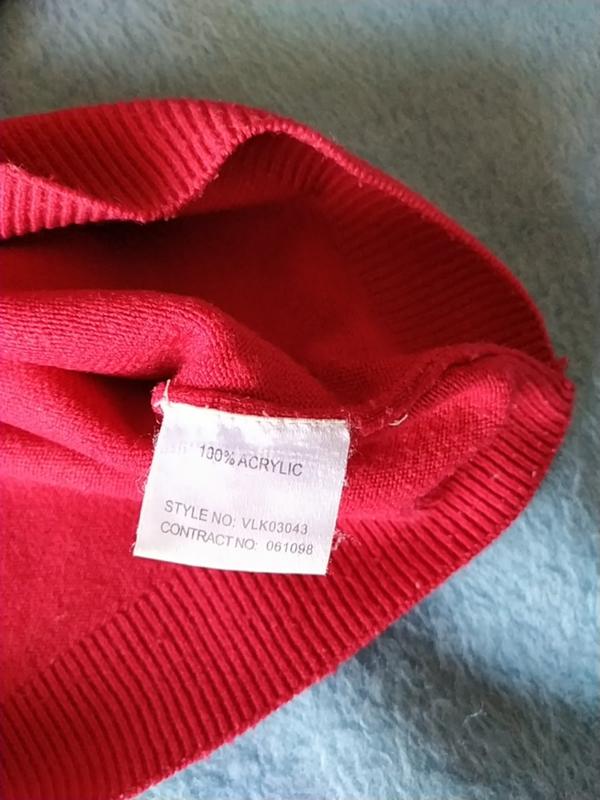 100% ACRYLIC
STYLE NO: VLK03043
CONTRACT NO: 061098